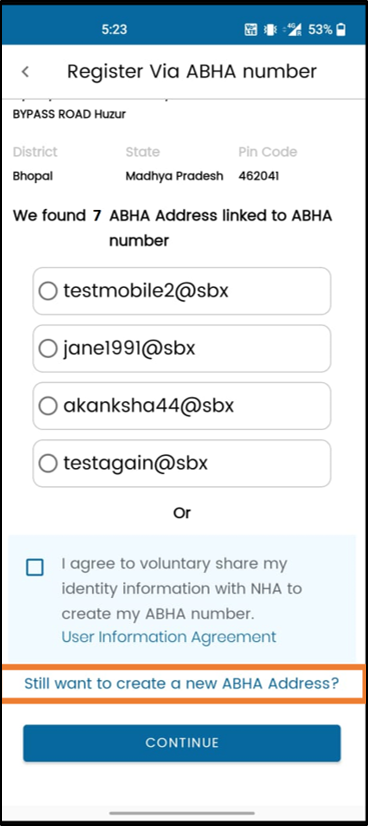 5:23
4G 53%
Register Via ABHA number
BYPASS ROAD Huzur
District State Pin Code
Bhopal Madhya Pradesh 462041
We found 7 ABHA Address linked to ABHA
number
testmobile2@sbx
jane1991@sbx
akanksha44@sbx
testagain@sbx
Or
I agree to voluntary share my
identity information with NHA to
create my ABHA number.
User Information Agreement
Still want to create a new ABHA Address?
CONTINUE